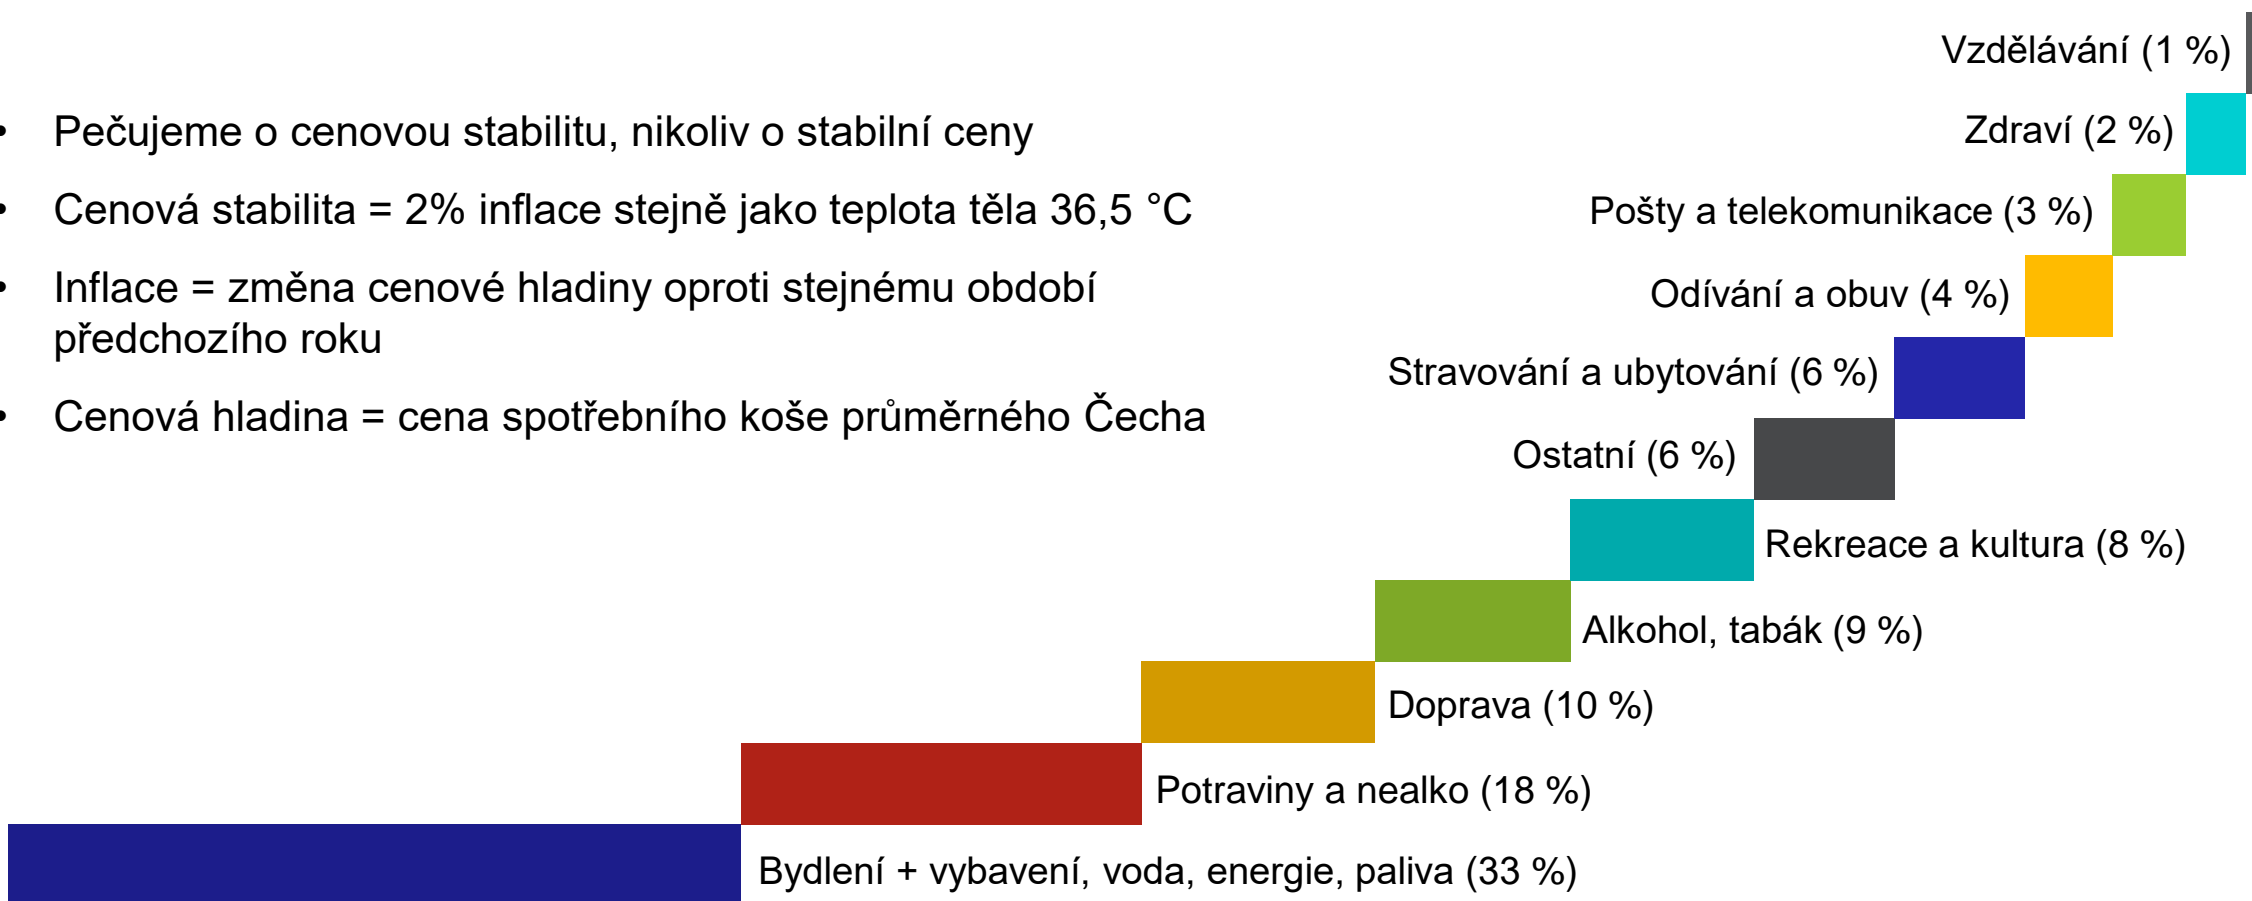 • Pečujeme o cenovou stabilitu, nikoliv o stabilní ceny
• Cenová stabilita = 2% inflace stejně jako teplota těla 36,5 °C
• Inflace = změna cenové hladiny oproti stejnému období
předchozího roku
• Cenová hladina = cena spotřebního koše průměrného Čecha
Vzdělávání (1 %)
Zdraví (2 %)
Pošty a telekomunikace (3 %)
Odívání a obuv (4 %)
Stravování a ubytování (6 %)
Ostatní (6 %)
Rekreace a kultura (8 %)
Alkohol, tabák (9 %)
Doprava (10 %)
Potraviny a nealko (18 %)
Bydlení + vybavení, voda, energie, paliva (33 %)